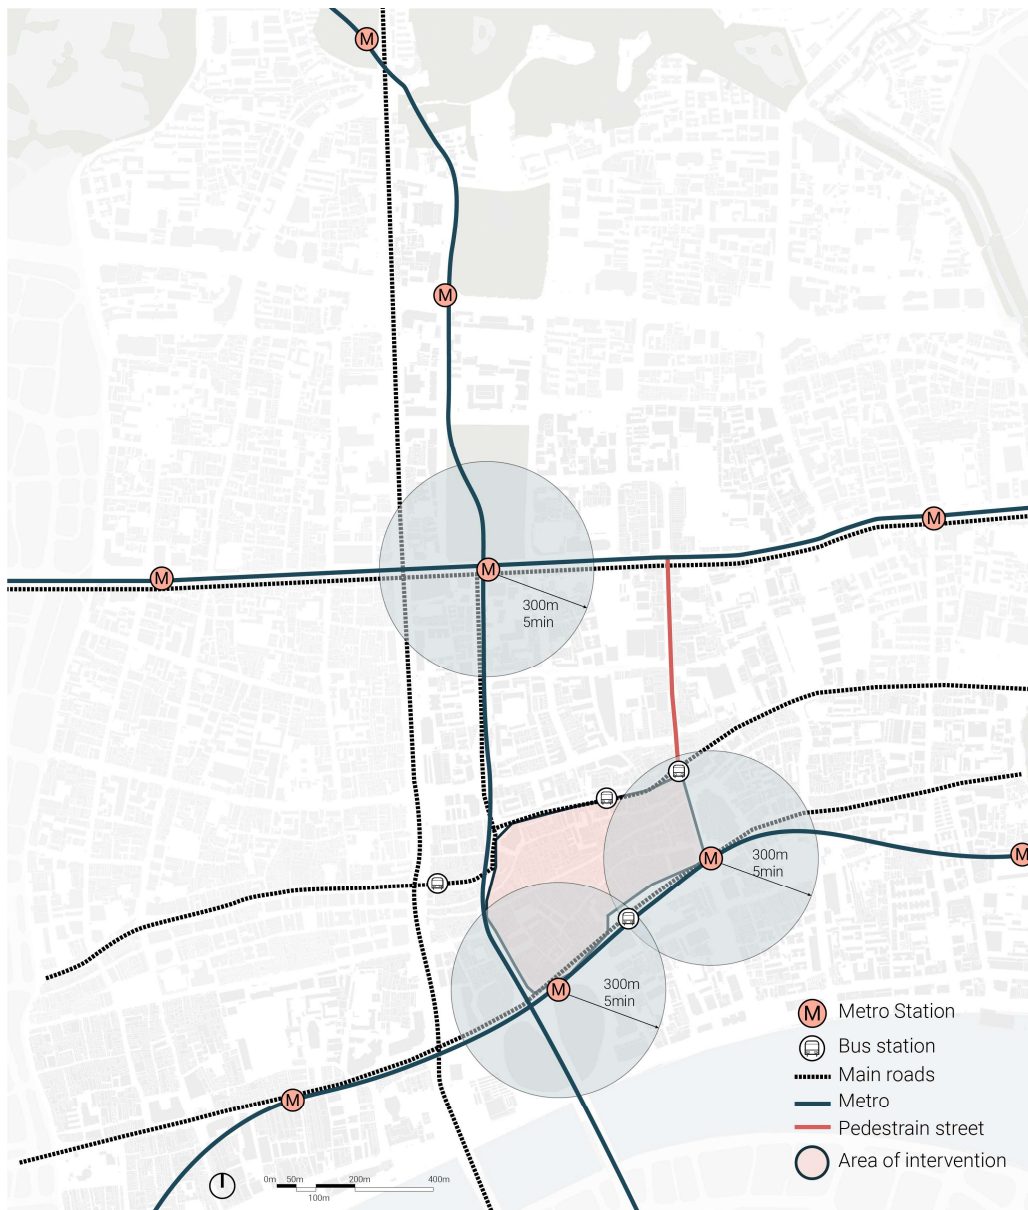 M
M
M
M
M
300m
5min
M
M
300m
5min
M
300m
5min
M
M
M Metro Station
Bus station
Main roads
Metro
Pedestrain street
Area of intervention
0m 50m 200m 400m
100m